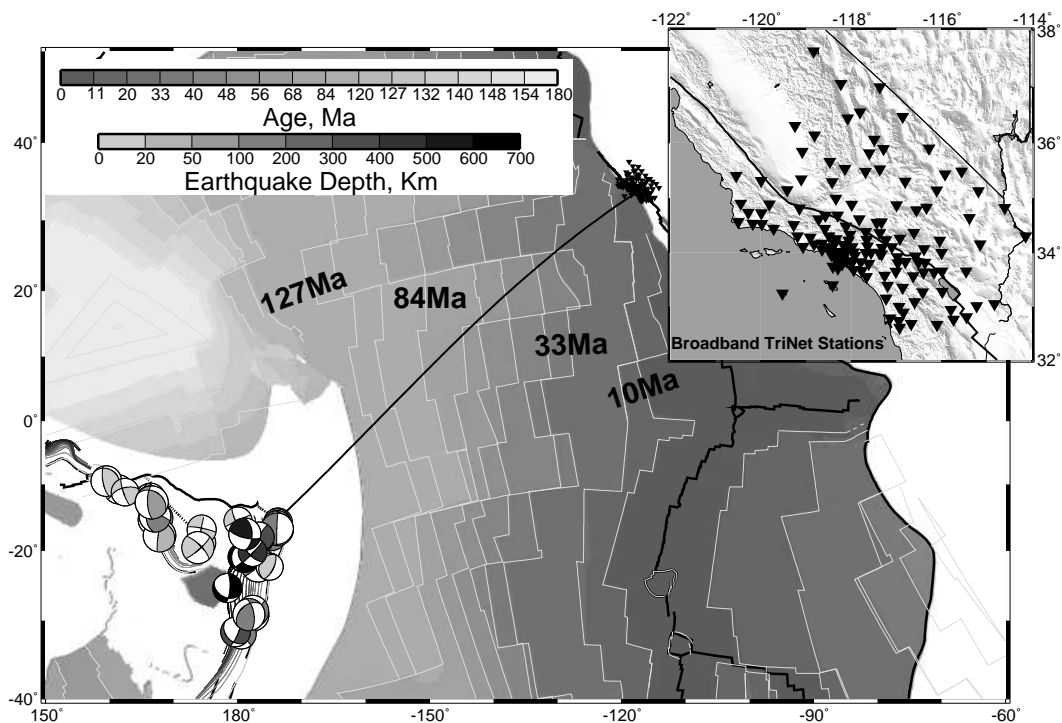 -122 -120 -118 -116 -114
38
36
34
32
Broadband TriNet Stations
0 11 20 33 40 48 56 68 84 120 127 132 140 148 154 180
Age, Ma
0 20 50 100 200 300 400 500 600 700
Earthquake Depth, Km
40°
20°
0°
-20°
-40°
127Ma
84Ma
33Ma
10Ma
150° 180° -150° -120° -90° -60°